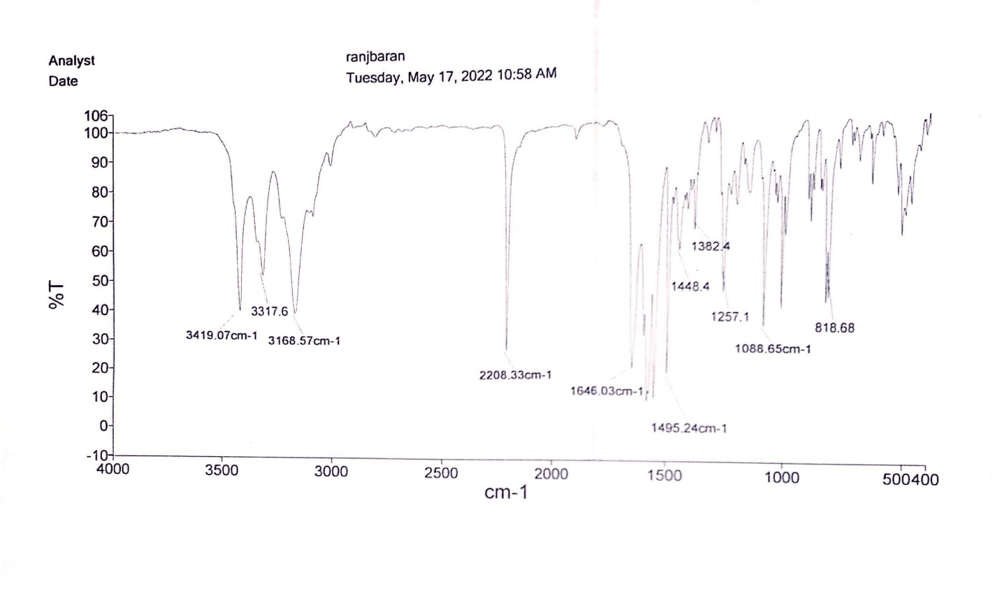 Analyst ranjbaran
Date Tuesday, May 17, 2022 10:58 AM
106
100
90
80
70
60
50
40
30
20
10
0
-10
%T
3419.07cm-1
3317.6
3168.57cm-1
2208.33cm-1
1646.03cm-1
1495.24cm-1
1448.4
1382.4
1257.1
1088.65cm-1
818.68
4000 3500 3000 2500 2000 1500 1000 500400
cm-1